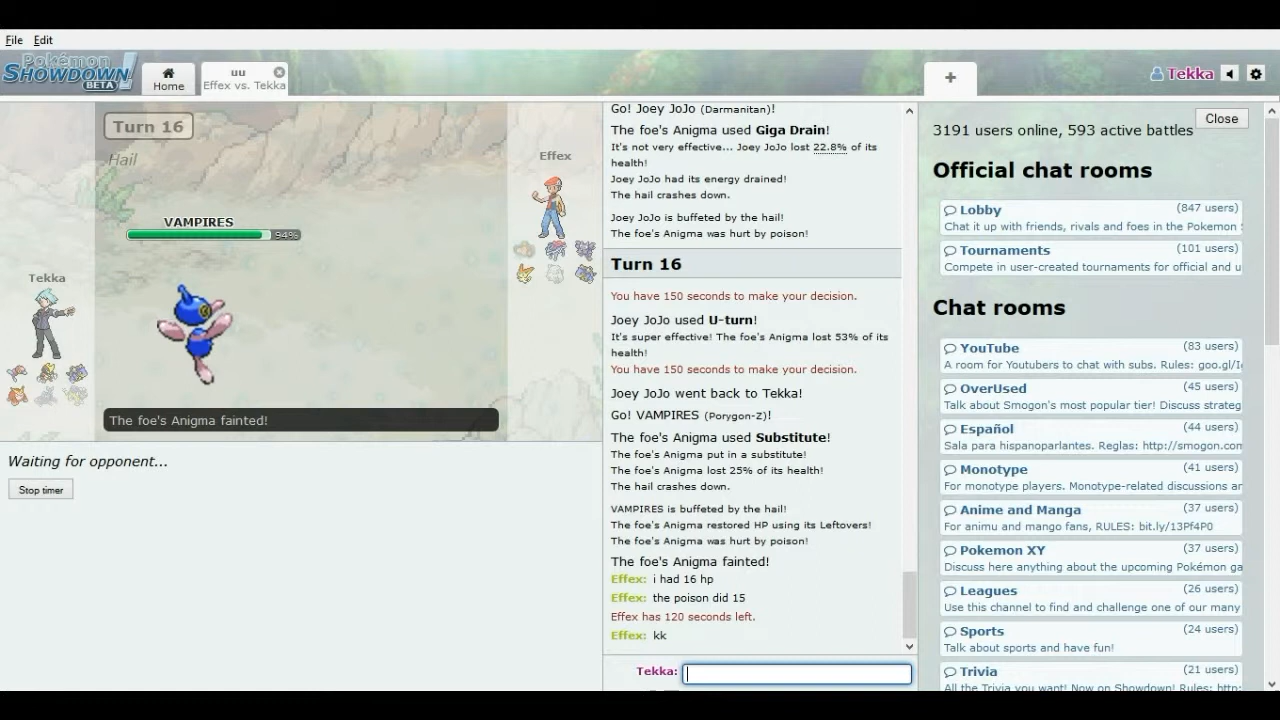 File Edit
Pokémon
SHOWDOWN!
BETA
Home
uu
Effex vs. Tekka
+
Tekka
Turn 16
Hail
VAMPIRES
94%
Tekka
Effex
The foe's Anigma fainted!
Waiting for opponent...
Stop timer
Go! Joey JoJo (Darmanitan)!
The foe's Anigma used Giga Drain!
It's not very effective... Joey JoJo lost 22.8% of its
health!
Joey JoJo had its energy drained!
The hail crashes down.
Joey JoJo is buffeted by the hail!
The foe's Anigma was hurt by poison!
Turn 16
You have 150 seconds to make your decision.
Joey JoJo used U-turn!
It's super effective! The foe's Anigma lost 53% of its
health!
You have 150 seconds to make your decision.
Joey JoJo went back to Tekka!
Go! VAMPIRES (Porygon-Z)!
The foe's Anigma used Substitute!
The foe's Anigma put in a substitute!
The foe's Anigma lost 25% of its health!
The hail crashes down.
VAMPIRES is buffeted by the hail!
The foe's Anigma restored HP using its Leftovers!
The foe's Anigma was hurt by poison!
The foe's Anigma fainted!
Effex: i had 16 hp
Effex: the poison did 15
Effex has 120 seconds left.
Effex: kk
Tekka:
Close
3191 users online, 593 active battles
Official chat rooms
Lobby (847 users)
Chat it up with friends, rivals and foes in the Pokemon
Tournaments (101 users)
Compete in user-created tournaments for official and u
Chat rooms
YouTube (83 users)
A room for Youtubers to chat with subs. Rules: goo.gl/
OverUsed (45 users)
Talk about Smogon's most popular tier! Discuss strateg
Español (44 users)
Sala para hispanoparlantes. Reglas: http://smogon.com
Monotype (41 users)
For monotype players. Monotype-related discussions ar
Anime and Manga (37 users)
For animu and mango fans, RULES: bit.ly/13Pf4P0
Pokemon XY (37 users)
Discuss here anything about the upcoming Pokémon ga
Leagues (26 users)
Use this channel to find and challenge one of our many
Sports (24 users)
Talk about sports and have fun!
Trivia (21 users)
All the Trivia you want! Now on Showdown! Rules: http: